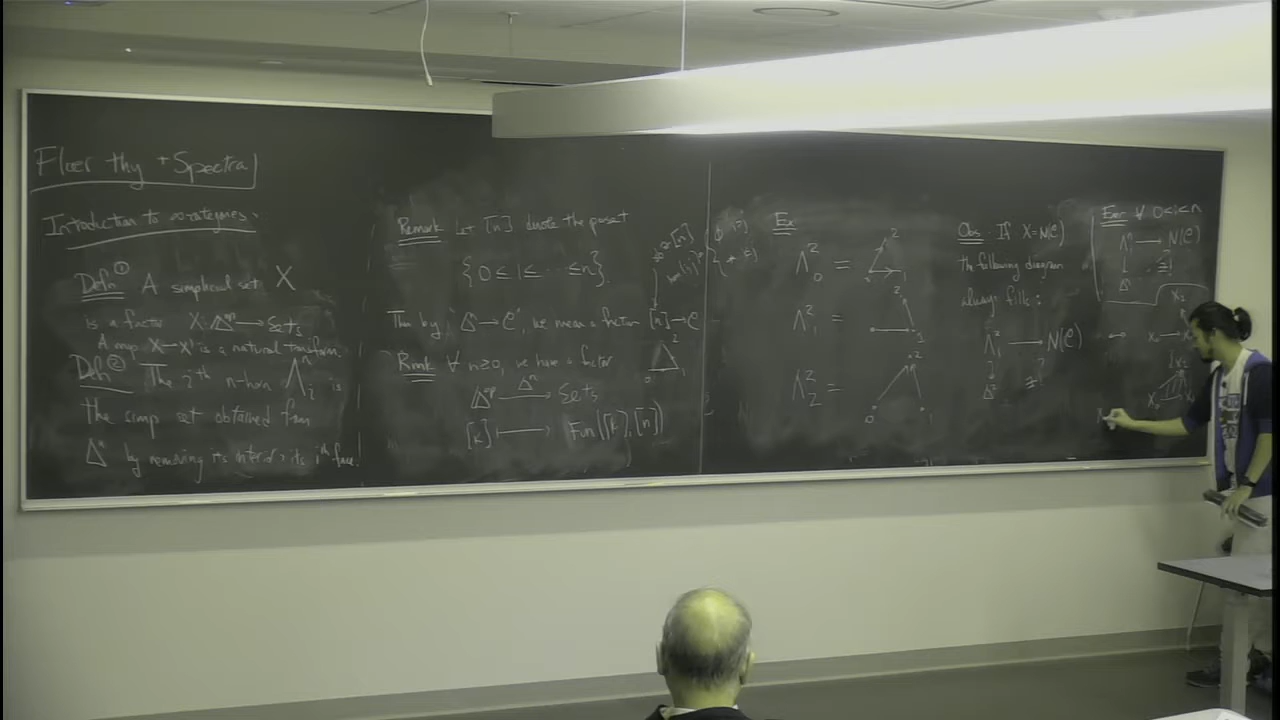 Floer thy + Spectra
Introduction to ∞-categories.
Defn ① A simplicial set X
is a functor X: Δ^op → Sets.
A map X → X' is a natural transform.
Defn ② The i^th n-horn Λ^n_i is
the simp set obtained from
Δ^n by removing its interior + its i^th face!
Remark Let [n] denote the poset
{0 ≤ 1 ≤ ⋯ ≤ n}.
Then by, 'Δ^n → C', we mean a functor [n] → C
Rmk ∀ n≥0, we have a functor
Δ^op → Sets
Δ^n
[k] ⟼ Fun([k],[n])
Ex:
Λ^2_0 =
Λ^2_1 =
Λ^2_2 =
Obs. If X = N(C)
the following diagram
always fills:
Λ^2_1 → N(C)
Δ^2 ∃!
Exer ∀ 0<i<n
Λ^n_i → N(C)
Δ^n ∃!